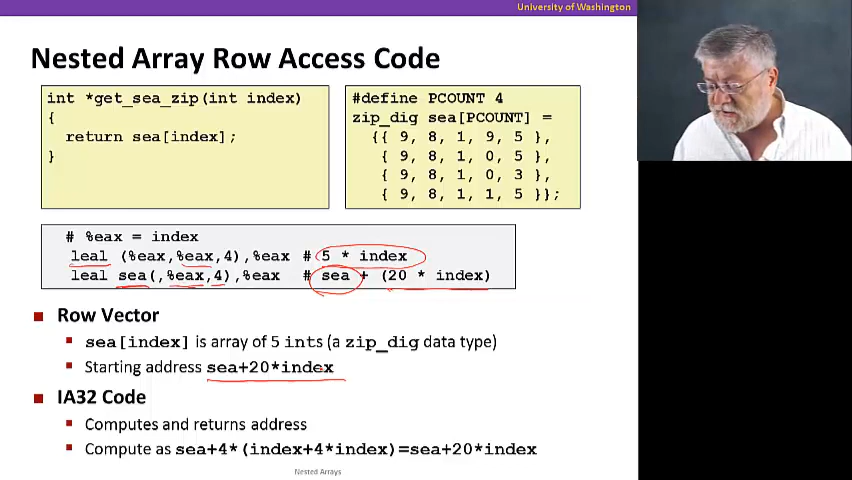 University of Washington
Nested Array Row Access Code
int *get_sea_zip(int index)
{
return sea[index];
}
#define PCOUNT 4
zip_dig sea[PCOUNT] =
{{ 9, 8, 1, 9, 5 },
{ 9, 8, 1, 0, 5 },
{ 9, 8, 1, 0, 3 },
{ 9, 8, 1, 1, 5 }};
# %eax = index
leal (%eax,%eax,4),%eax # 5 * index
leal sea(,%eax,4),%eax # sea + (20 * index)
Row Vector
sea[index] is array of 5 ints (a zip_dig data type)
Starting address sea+20*index
IA32 Code
Computes and returns address
Compute as sea+4*(index+4*index)=sea+20*index
Nested Arrays